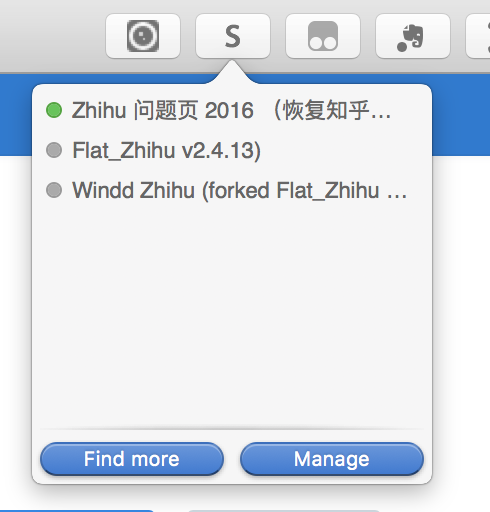 S
Zhihu 问题页 2016 （恢复知乎…
Flat_Zhihu v2.4.13)
Windd Zhihu (forked Flat_Zhihu …
Find more
Manage